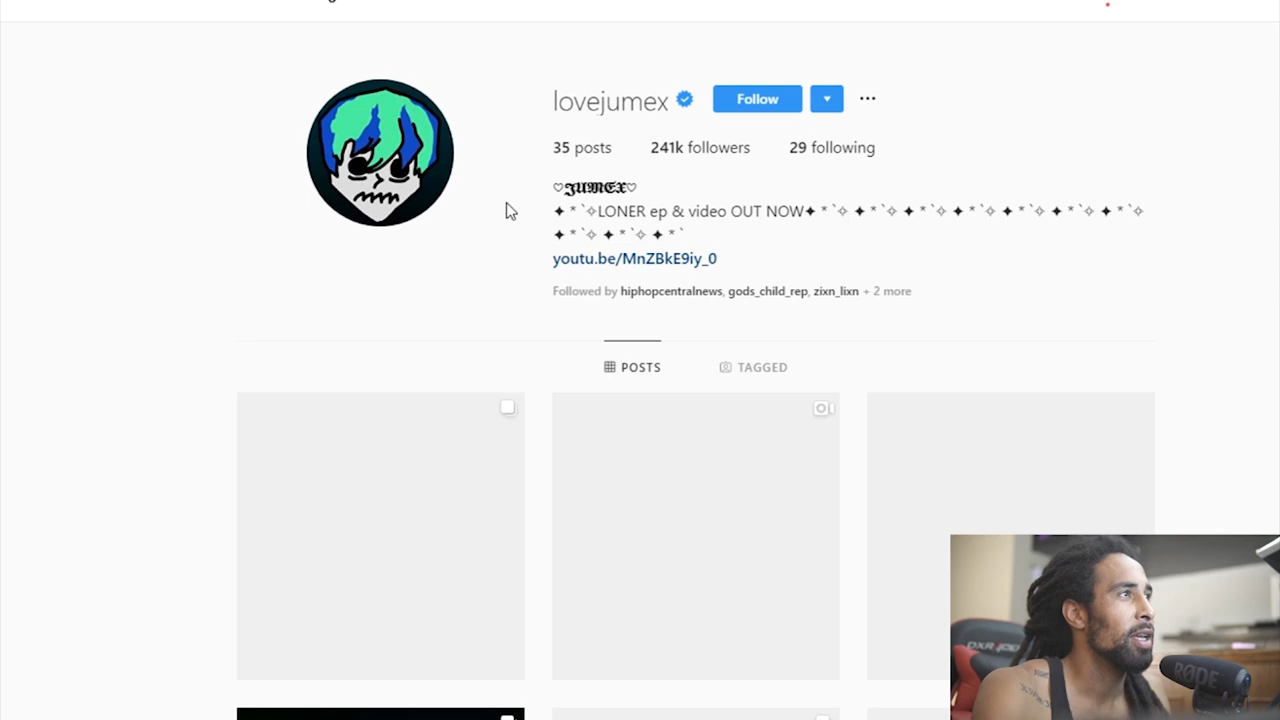 lovejumex Follow
35 posts 241k followers 29 following
♡𝕵𝖀𝕸𝕰𝖃♡
✦ * `✧LONER ep & video OUT NOW✦ * `✧ ✦ * `✧ ✦ * `✧ ✦ * `✧ ✦ * `✧ ✦ * `✧ ✦ * `✧
✦ * `✧ ✦ * `✧ ✦ * `
youtu.be/MnZBkE9iy_0
Followed by hiphopcentralnews, gods_child_rep, zixn_lixn + 2 more
POSTS TAGGED
RØDE